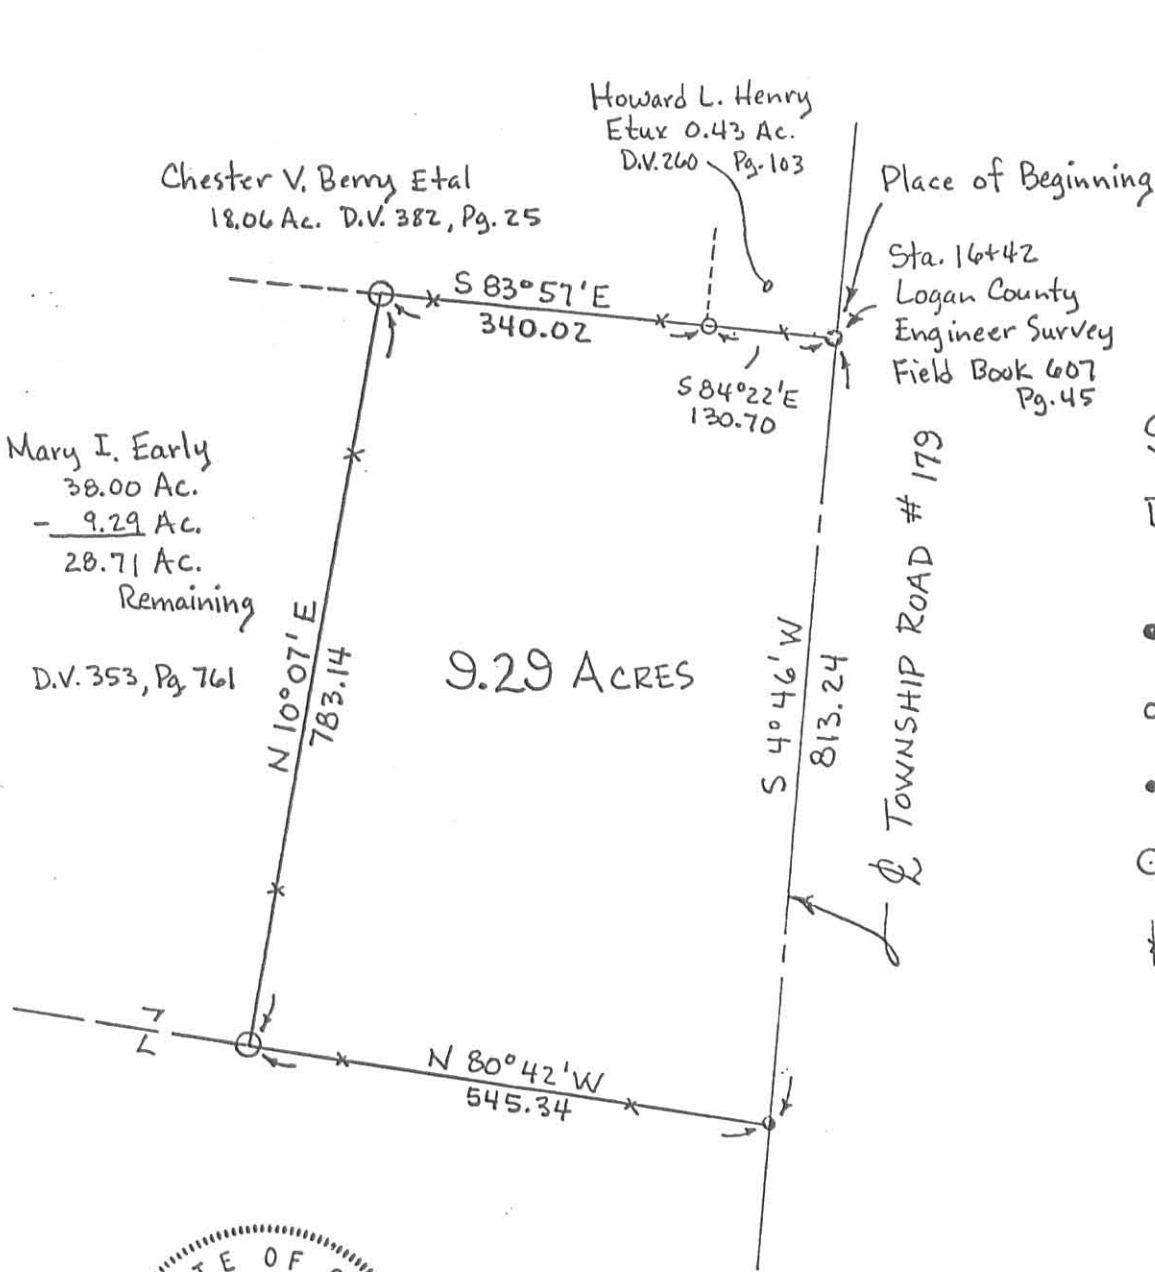 Howard L. Henry
Etux 0.43 Ac.
D.V.260 Pg.103
Chester V. Berry Etal
18.06 Ac. D.V. 382, Pg. 25
Place of Beginning
Sta. 16+42
Logan County
Engineer Survey
Field Book 607
Pg.45
S 83°57'E
340.02
S 84°22'E
130.70
Mary I. Early
38.00 Ac.
- 9.29 Ac.
28.71 Ac.
Remaining
D.V.353, Pg. 761
N 10°07'E
783.14
9.29 ACRES
S 4°46'W
813.24
℄ TOWNSHIP ROAD # 179
N 80°42'W
545.34
OF